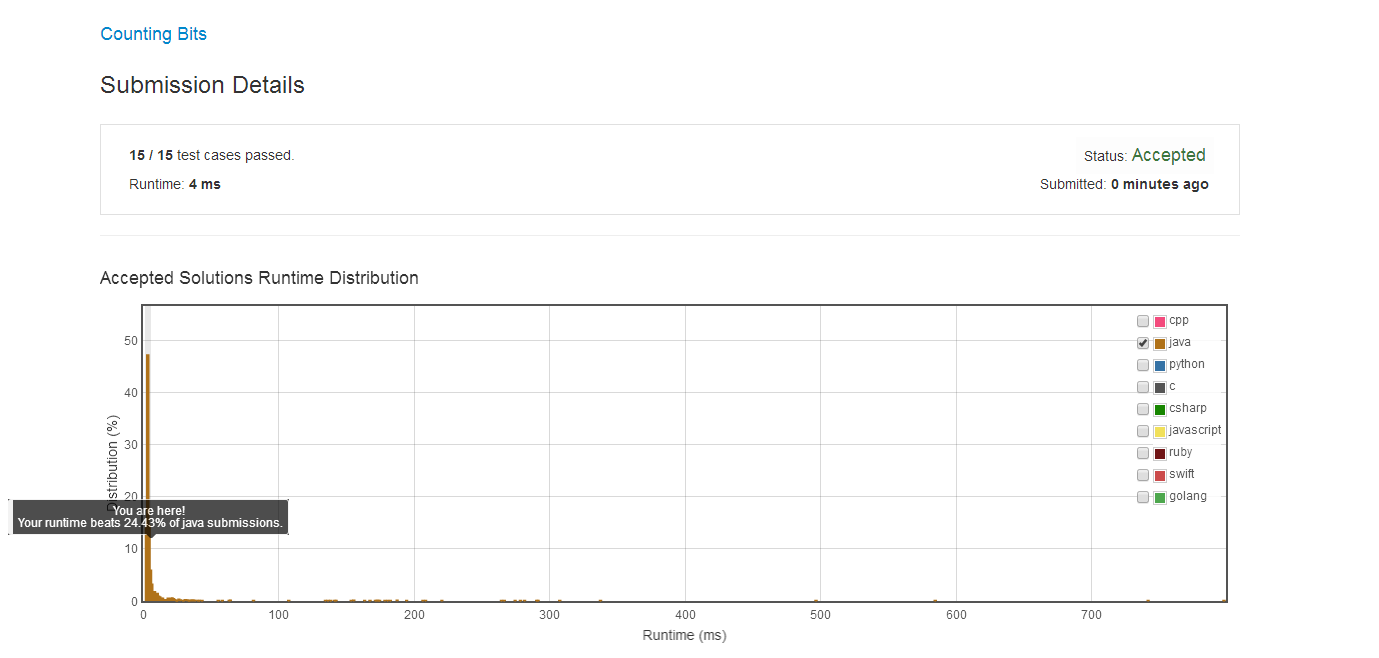 Counting Bits
Submission Details
15 / 15 test cases passed.
Status: Accepted
Runtime: 4 ms
Submitted: 0 minutes ago
Accepted Solutions Runtime Distribution
cpp
java
python
c
csharp
javascript
ruby
swift
golang
50
40
30
20
10
0
Distribution (%)
You are here!
Your runtime beats 24.43% of java submissions.
0 100 200 300 400 500 600 700
Runtime (ms)